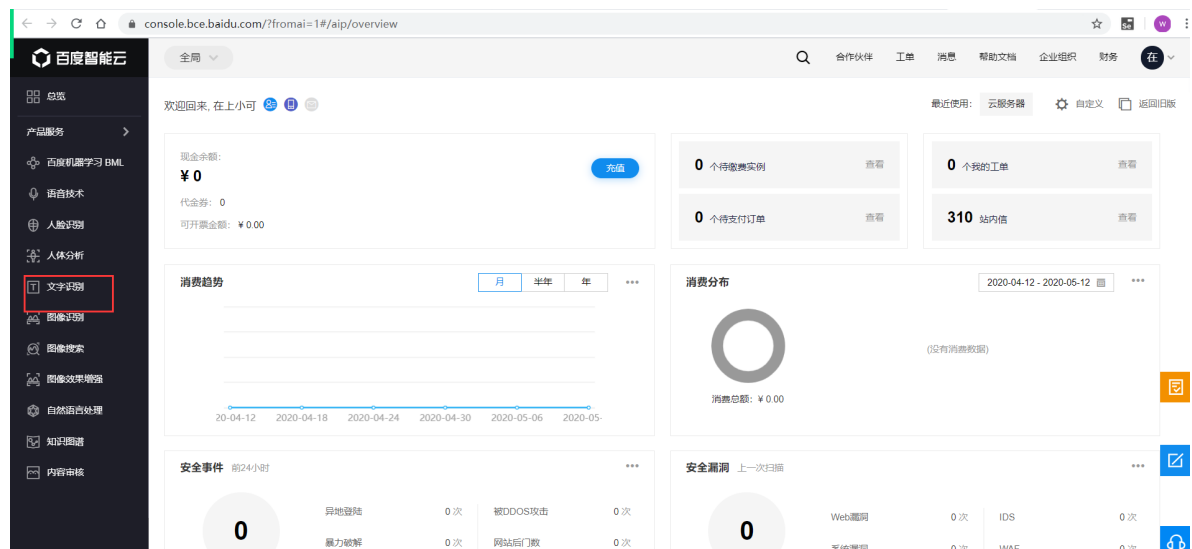 console.bce.baidu.com/?fromai=1#/aip/overview
Se
w
百度智能云
全局
合作伙伴 工单 消息 帮助文档 企业组织 财务 在
总览
欢迎回来, 在上小可
最近使用: 云服务器 自定义 返回旧版
产品服务
百度机器学习 BML
语音技术
人脸识别
人体分析
文字识别
图像识别
图像搜索
图像效果增强
自然语言处理
知识图谱
内容审核
现金余额:
¥ 0
充值
代金券: 0
可开票金额: ¥ 0.00
0 个待缴费实例 查看
0 个我的工单 查看
0 个待支付订单 查看
310 站内信 查看
消费趋势 月 半年 年
20-04-12 2020-04-18 2020-04-24 2020-04-30 2020-05-06 2020-05-
消费分布 2020-04-12 - 2020-05-12
(没有消费数据)
消费总额: ¥ 0.00
安全事件 前24小时
0
异地登陆 0 次 被DDOS攻击 0 次
暴力破解 0 次 网站后门数 0 次
安全漏洞 上一次扫描
0
Web漏洞 0 次 IDS 0 次
系统漏洞 0 次 WAF 0 次